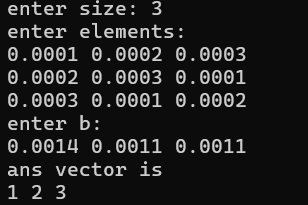 enter size: 3
enter elements:
0.0001 0.0002 0.0003
0.0002 0.0003 0.0001
0.0003 0.0001 0.0002
enter b:
0.0014 0.0011 0.0011
ans vector is
1 2 3